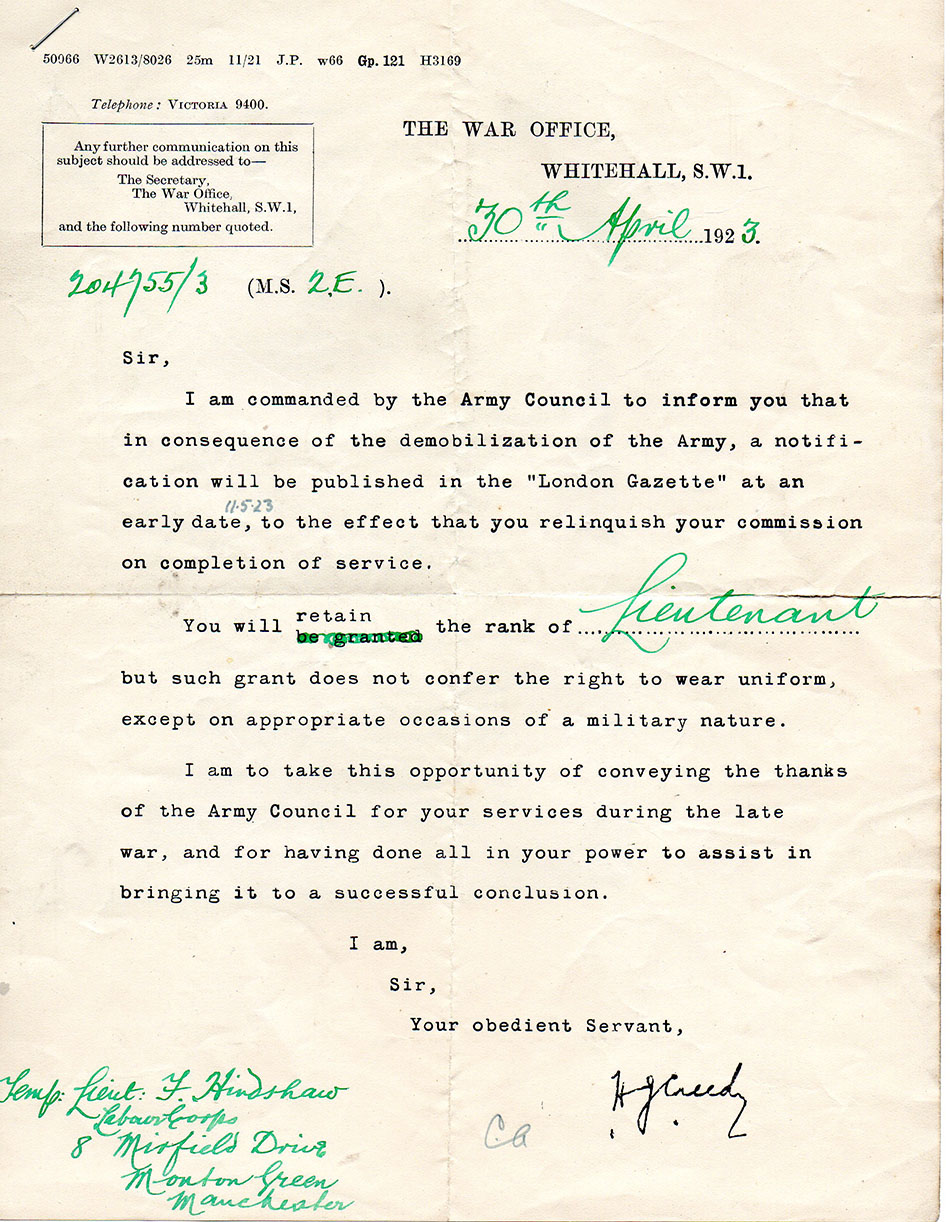 50966 W2613/8026 25m 11/21 J.P. w66 Gp. 121 H3169
Telephone: VICTORIA 9400.
Any further communication on this
subject should be addressed to—
The Secretary,
The War Office,
Whitehall, S.W.1,
and the following number quoted.
THE WAR OFFICE,
WHITEHALL, S.W.1.
30th April 1923.
204755/3 (M.S. 2.E. ).
Sir,
I am commanded by the Army Council to inform you that
in consequence of the demobilization of the Army, a notifi-
cation will be published in the "London Gazette" at an
11.5.23
early date, to the effect that you relinquish your commission
on completion of service.
retain
You will be granted the rank of Lieutenant
but such grant does not confer the right to wear uniform,
except on appropriate occasions of a military nature.
I am to take this opportunity of conveying the thanks
of the Army Council for your services during the late
war, and for having done all in your power to assist in
bringing it to a successful conclusion.
I am,
Sir,
Your obedient Servant,
HJCreedy
Temp: Lieut: F. Hindshaw
Labour Corps
8 Mirfield Drive
Monton Green
Manchester